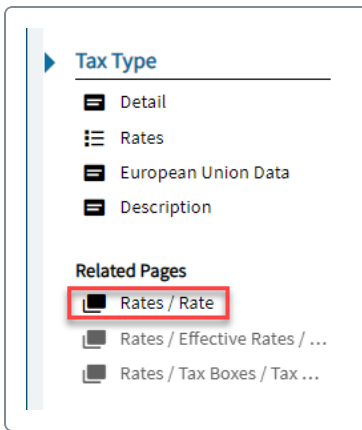 Tax Type
Detail
Rates
European Union Data
Description
Related Pages
Rates / Rate
Rates / Effective Rates / ...
Rates / Tax Boxes / Tax ...